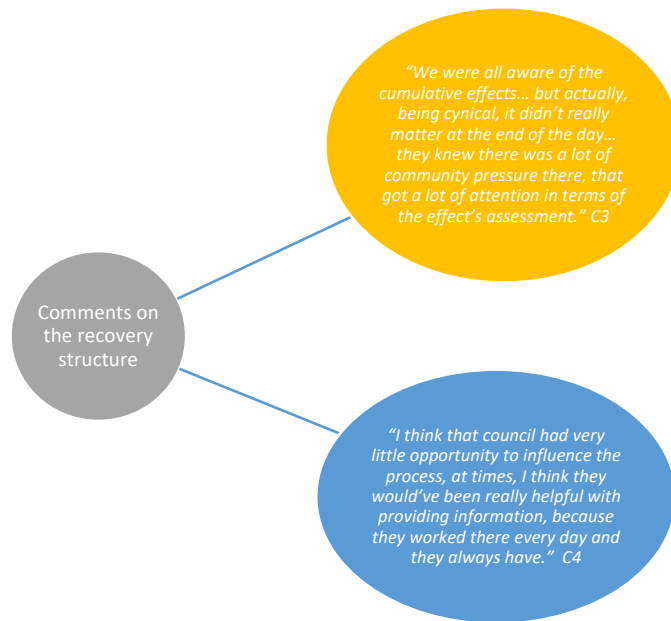 “We were all aware of the
cumulative effects… but actually,
being cynical, it didn’t really
matter at the end of the day…
they knew there was a lot of
community pressure there, that
got a lot of attention in terms of
the effect’s assessment.” C3
Comments on
the recovery
structure
“I think that council had very
little opportunity to influence the
process, at times, I think they
would’ve been really helpful with
providing information, because
they worked there every day and
they always have.” C4